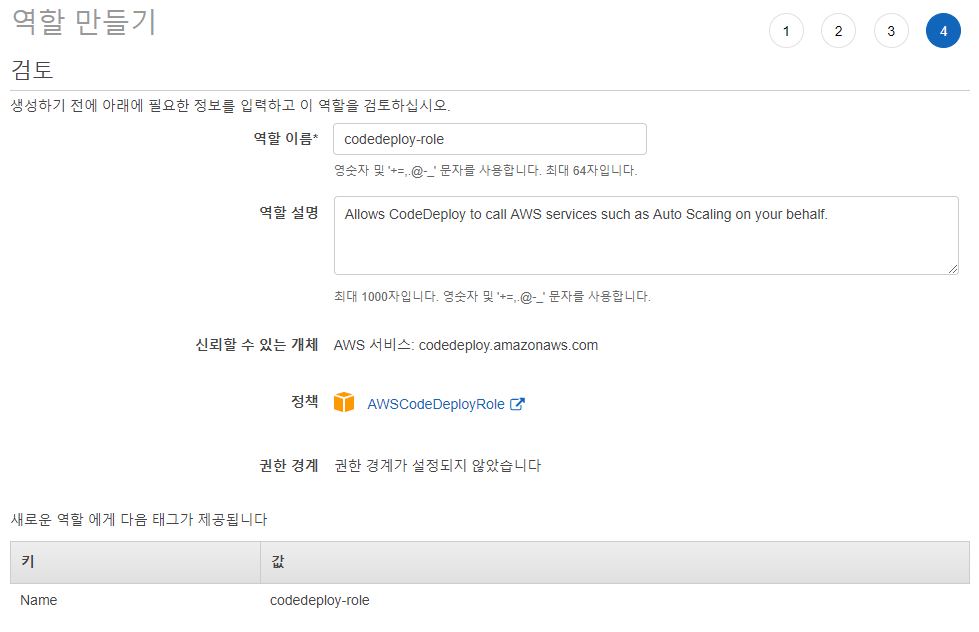 역할 만들기
1 2 3 4
검토
생성하기 전에 아래에 필요한 정보를 입력하고 이 역할을 검토하십시오.
역할 이름* codedeploy-role
영숫자 및 '+=,.@-_' 문자를 사용합니다. 최대 64자입니다.
역할 설명 Allows CodeDeploy to call AWS services such as Auto Scaling on your behalf.
최대 1000자입니다. 영숫자 및 '+=,.@-_' 문자를 사용합니다.
신뢰할 수 있는 개체 AWS 서비스: codedeploy.amazonaws.com
정책 AWSCodeDeployRole
권한 경계 권한 경계가 설정되지 않았습니다
새로운 역할 에게 다음 태그가 제공됩니다
키 값
Name codedeploy-role